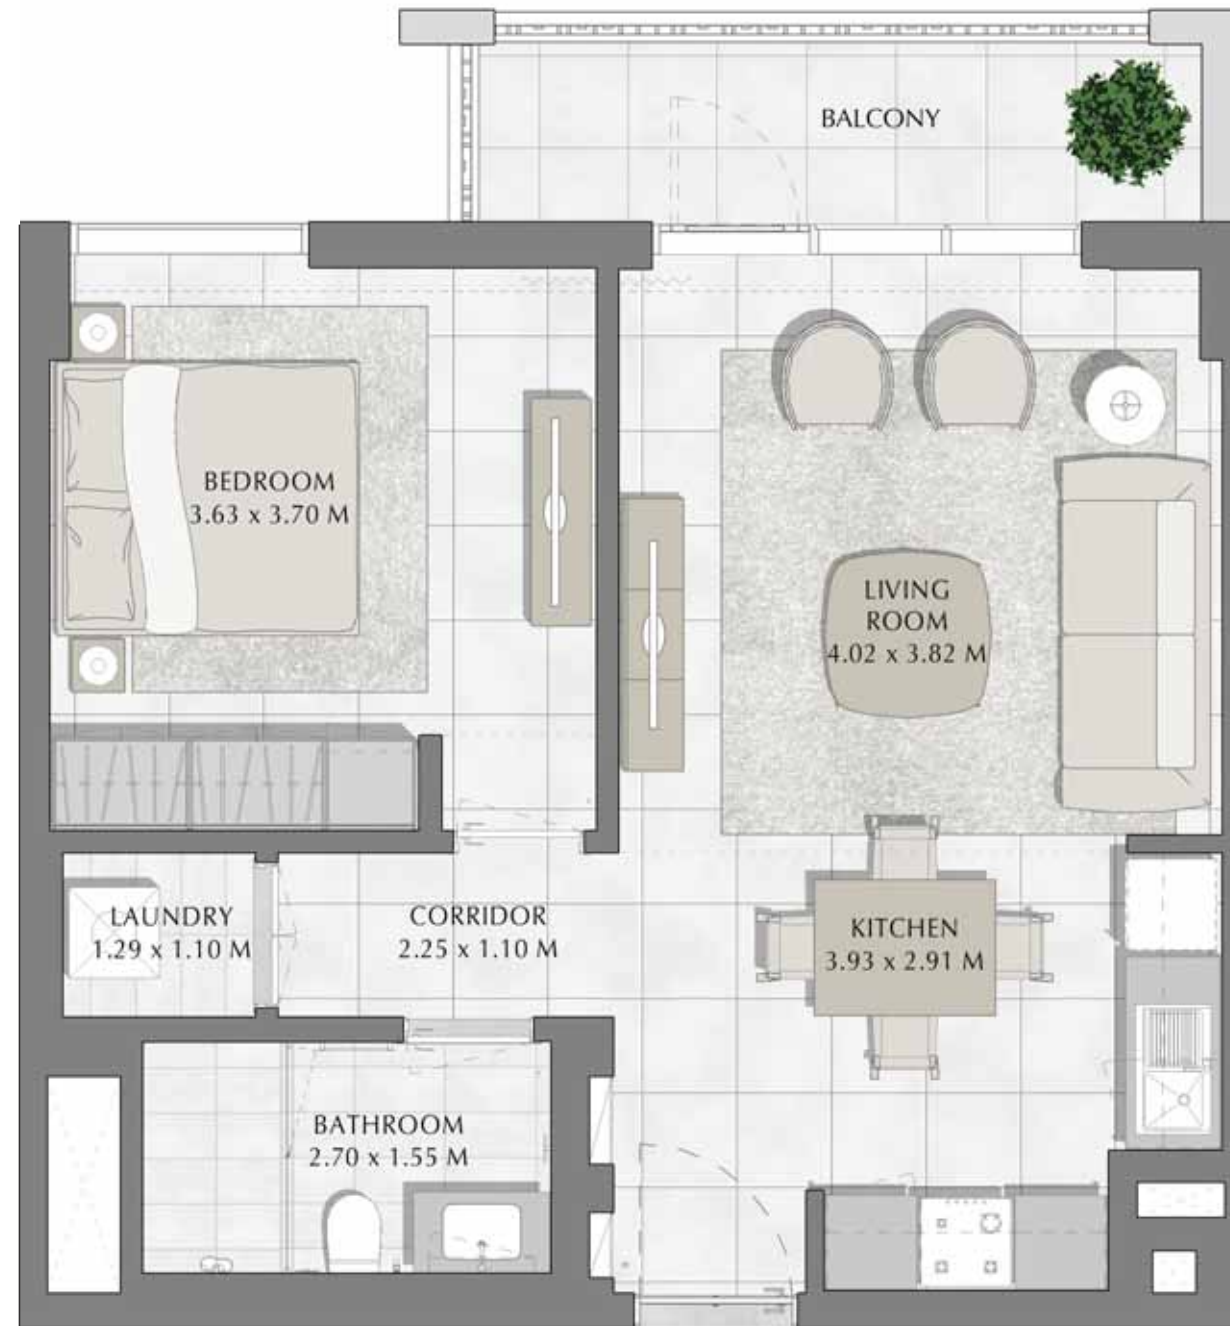 BALCONY
BEDROOM
3.63 x 3.70 M
LIVING
ROOM
4.02 x 3.82 M
LAUNDRY
1.29 x 1.10 M
CORRIDOR
2.25 x 1.10 M
KITCHEN
3.93 x 2.91 M
BATHROOM
2.70 x 1.55 M